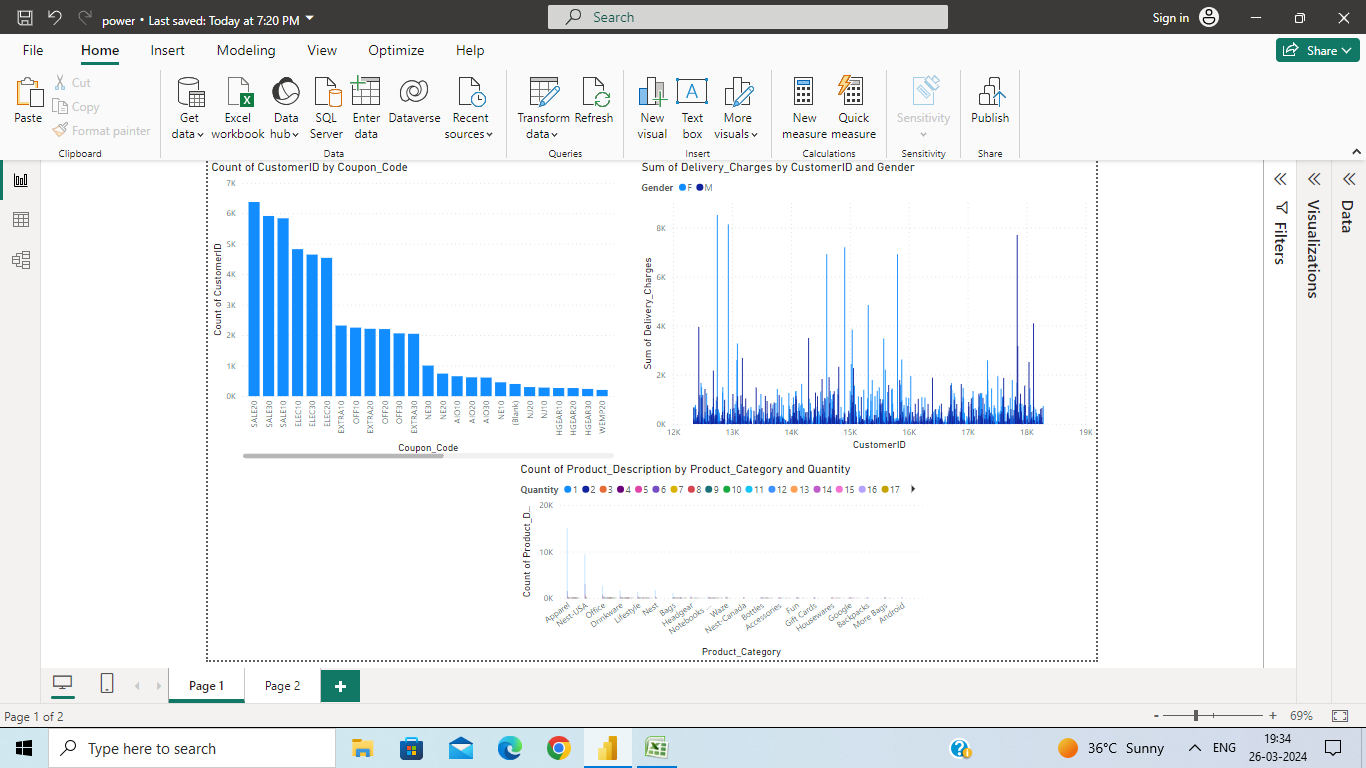 power • Last saved: Today at 7:20 PM
Search
Sign in
File Home Insert Modeling View Optimize Help
Share
Paste
Cut
Copy
Format painter
Get data
Excel workbook
Data hub
SQL Server
Enter data
Dataverse
Recent sources
Transform data
Refresh
New visual
Text box
More visuals
New measure
Quick measure
Sensitivity
Publish
Clipboard
Data
Queries
Insert
Calculations
Sensitivity
Share
Count of CustomerID by Coupon_Code
Count of CustomerID
7K
6K
5K
4K
3K
2K
1K
0K
SALE20
SALE30
SALE10
ELEC10
ELEC30
ELEC20
EXTRA10
OFF10
EXTRA20
OFF20
OFF30
EXTRA30
NE30
NE20
AIO10
AIO20
AIO30
NE10
(Blank)
NJ20
NJ10
HGEAR10
HGEAR20
HGEAR30
WEMP20
Coupon_Code
Sum of Delivery_Charges by CustomerID and Gender
Gender F M
Sum of Delivery_Charges
8K
6K
4K
2K
0K
12K 13K 14K 15K 16K 17K 18K 19K
CustomerID
Count of Product_Description by Product_Category and Quantity
Quantity 1 2 3 4 5 6 7 8 9 10 11 12 13 14 15 16 17
Count of Product_D...
20K
10K
0K
Apparel
Nest-USA
Office
Drinkware
Lifestyle
Nest
Bags
Headgear
Notebooks ...
Waze
Nest-Canada
Bottles
Accessories
Fun
Gift Cards
Housewares
Google
Backpacks
More Bags
Android
Product_Category
Filters
Visualizations
Data
Page 1
Page 2
+
Page 1 of 2
- + 69%
Type here to search
36°C Sunny
ENG
19:34
26-03-2024